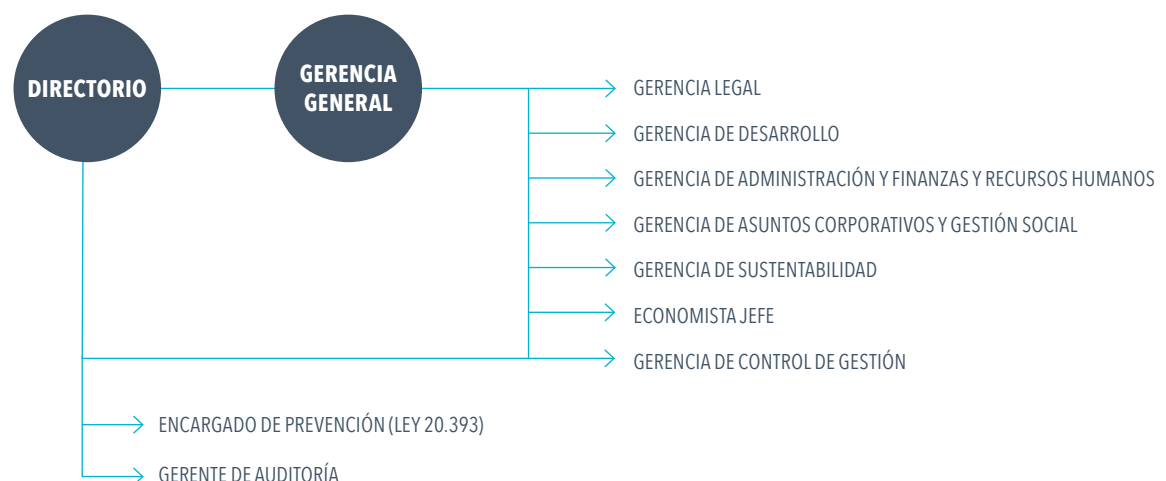 DIRECTORIO
GERENCIA
GENERAL
GERENCIA LEGAL
GERENCIA DE DESARROLLO
GERENCIA DE ADMINISTRACIÓN Y FINANZAS Y RECURSOS HUMANOS
GERENCIA DE ASUNTOS CORPORATIVOS Y GESTIÓN SOCIAL
GERENCIA DE SUSTENTABILIDAD
ECONOMISTA JEFE
GERENCIA DE CONTROL DE GESTIÓN
ENCARGADO DE PREVENCIÓN (LEY 20.393)
GERENTE DE AUDITORÍA